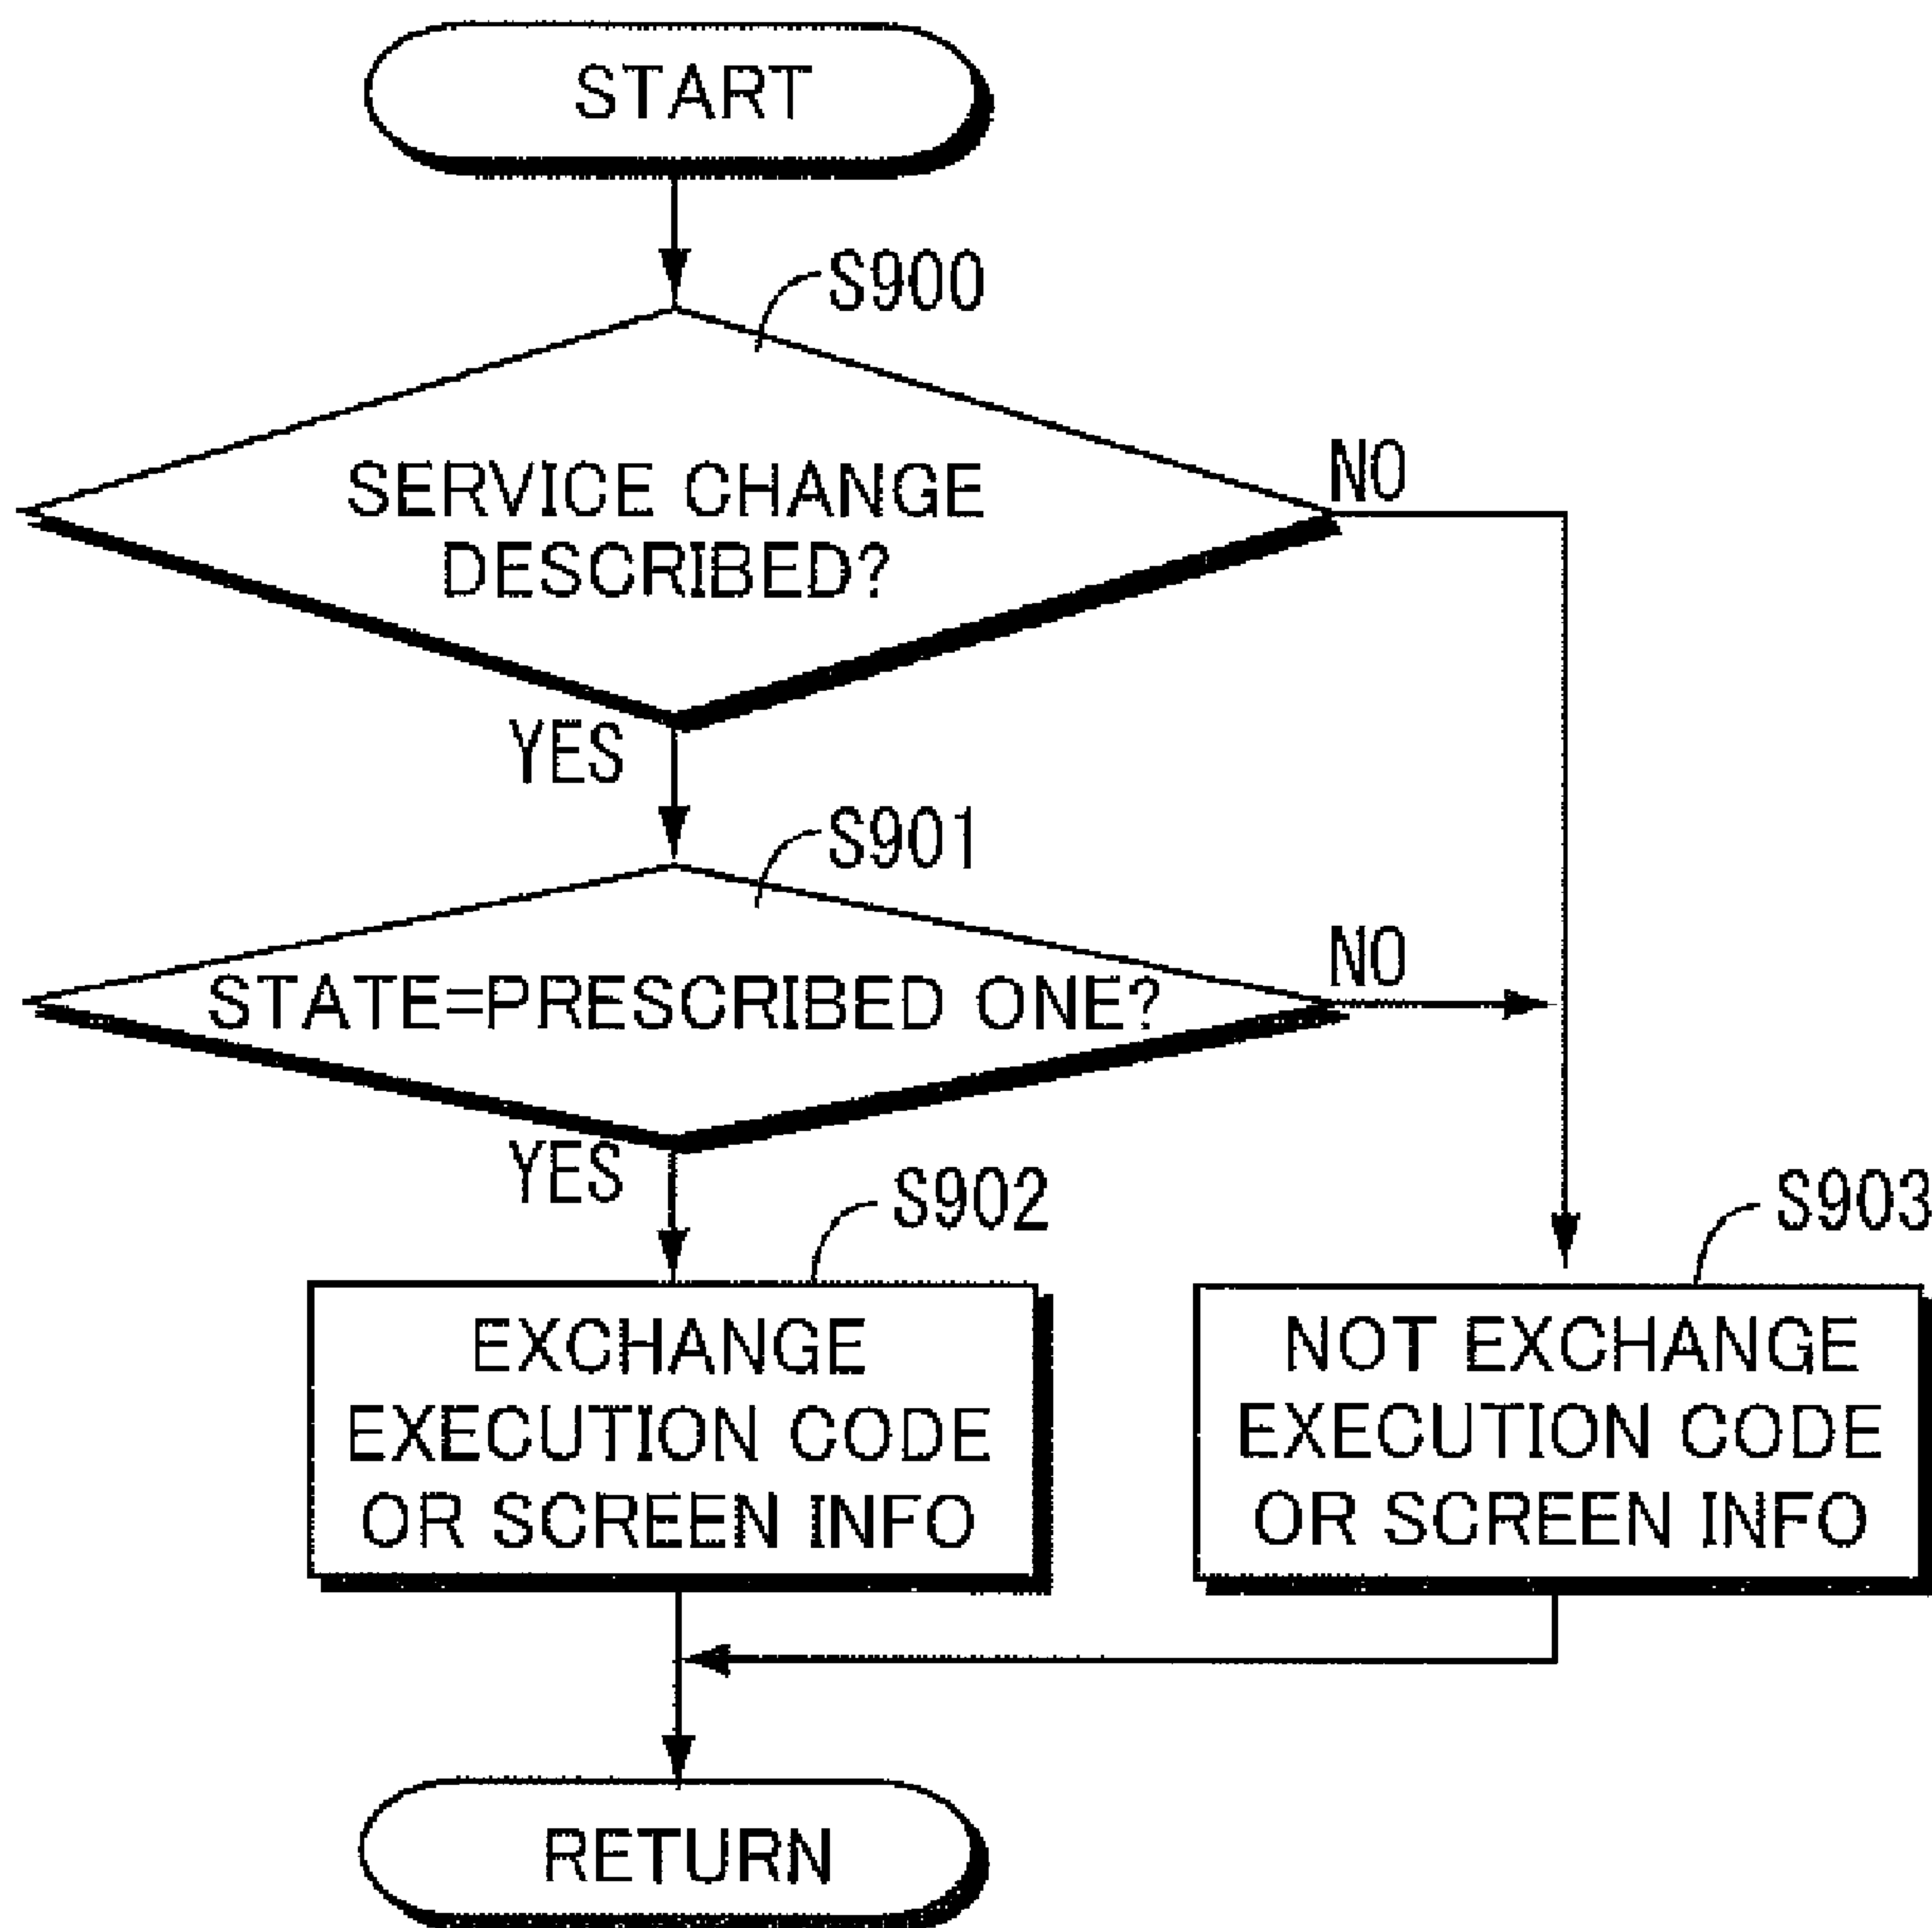 START
S900
SERVICE CHANGE
DESCRIBED?
NO
YES
S901
STATE=PRESCRIBED ONE?
NO
YES
S902
EXCHANGE
EXECUTION CODE
OR SCREEN INFO
S903
NOT EXCHANGE
EXECUTION CODE
OR SCREEN INFO
RETURN